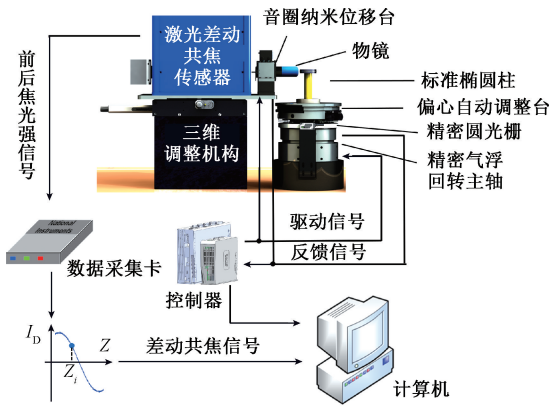 音圈纳米位移台
激光差动
共焦
传感器
物镜
前后焦光强信号
标准椭圆柱
偏心自动调整台
精密圆光栅
三维
调整机构
精密气浮
回转主轴
National
Instruments
驱动信号
反馈信号
数据采集卡
控制器
I_D
Z
差动共焦信号
Z_i
计算机